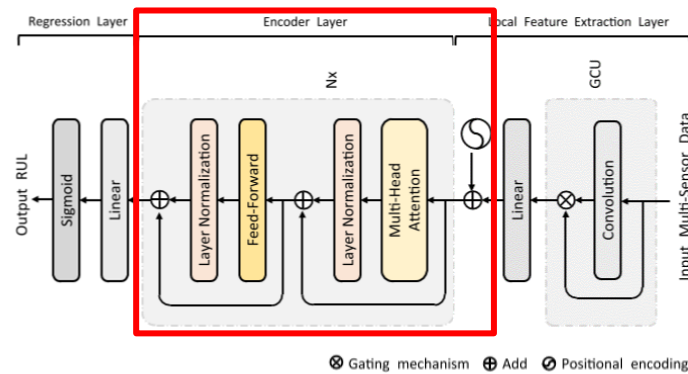 Regression Layer
Encoder Layer
Local Feature Extraction Layer
Nx
GCU
Output RUL
Sigmoid
Linear
Layer Normalization
Feed-Forward
Layer Normalization
Multi-Head
Attention
Linear
Convolution
Input Multi-Sensor Data
Gating mechanism
Add
Positional encoding